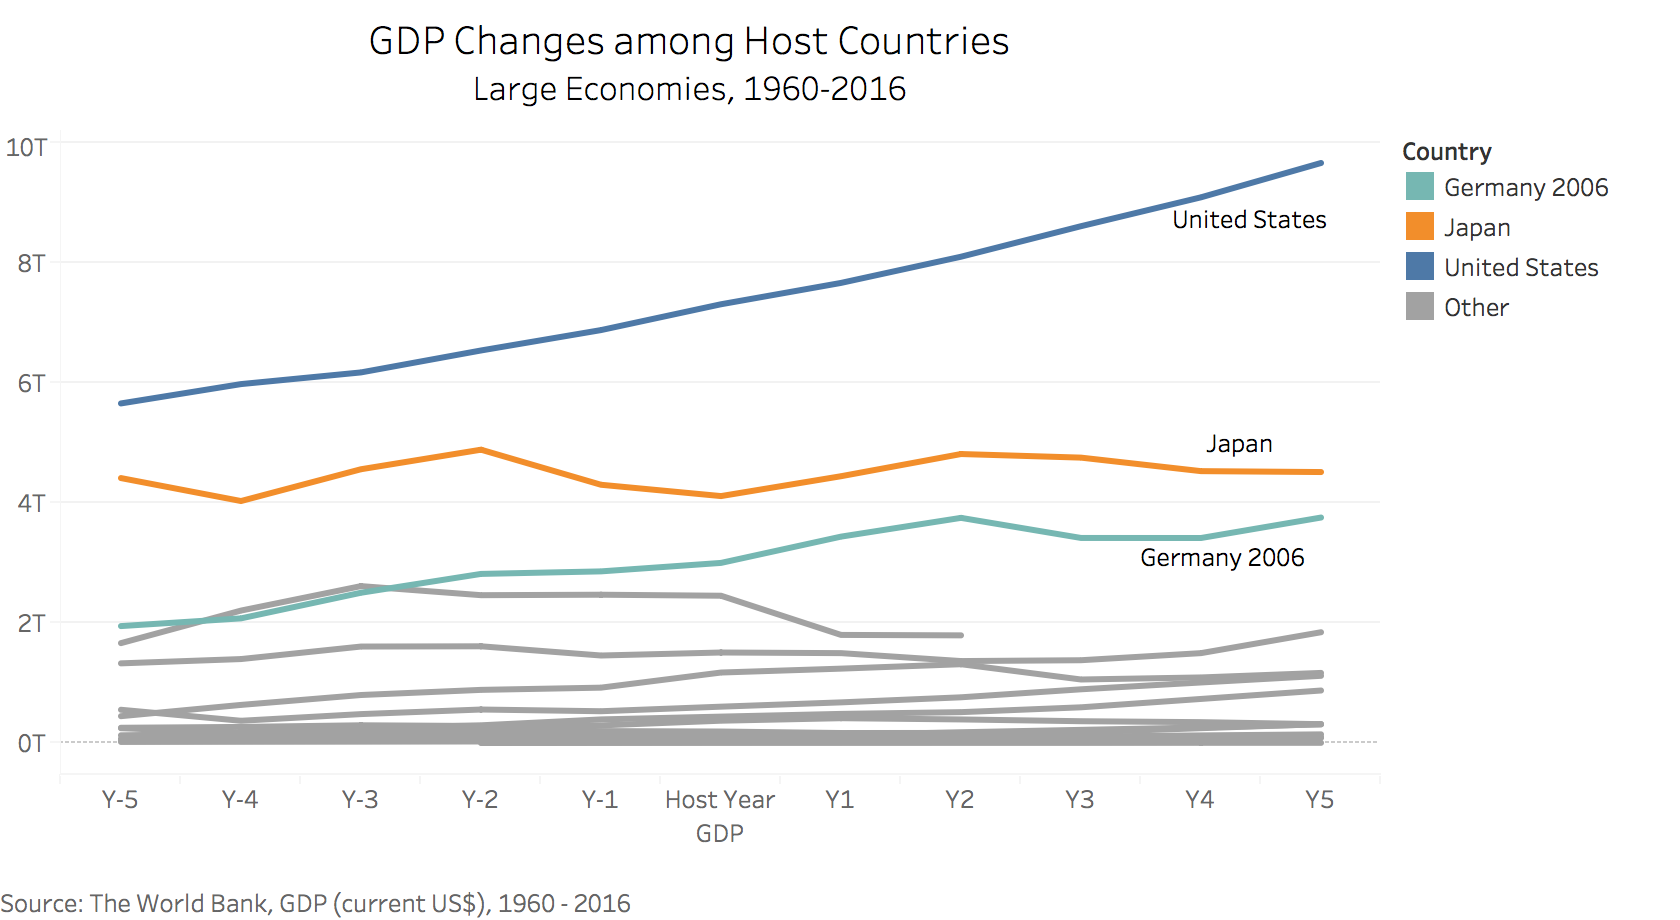 GDP Changes among Host Countries
Large Economies, 1960-2016
10T
8T
6T
4T
2T
0T
United States
Japan
Germany 2006
Country
Germany 2006
Japan
United States
Other
Y-5 Y-4 Y-3 Y-2 Y-1 Host Year Y1 Y2 Y3 Y4 Y5
GDP
Source: The World Bank, GDP (current US$), 1960 - 2016